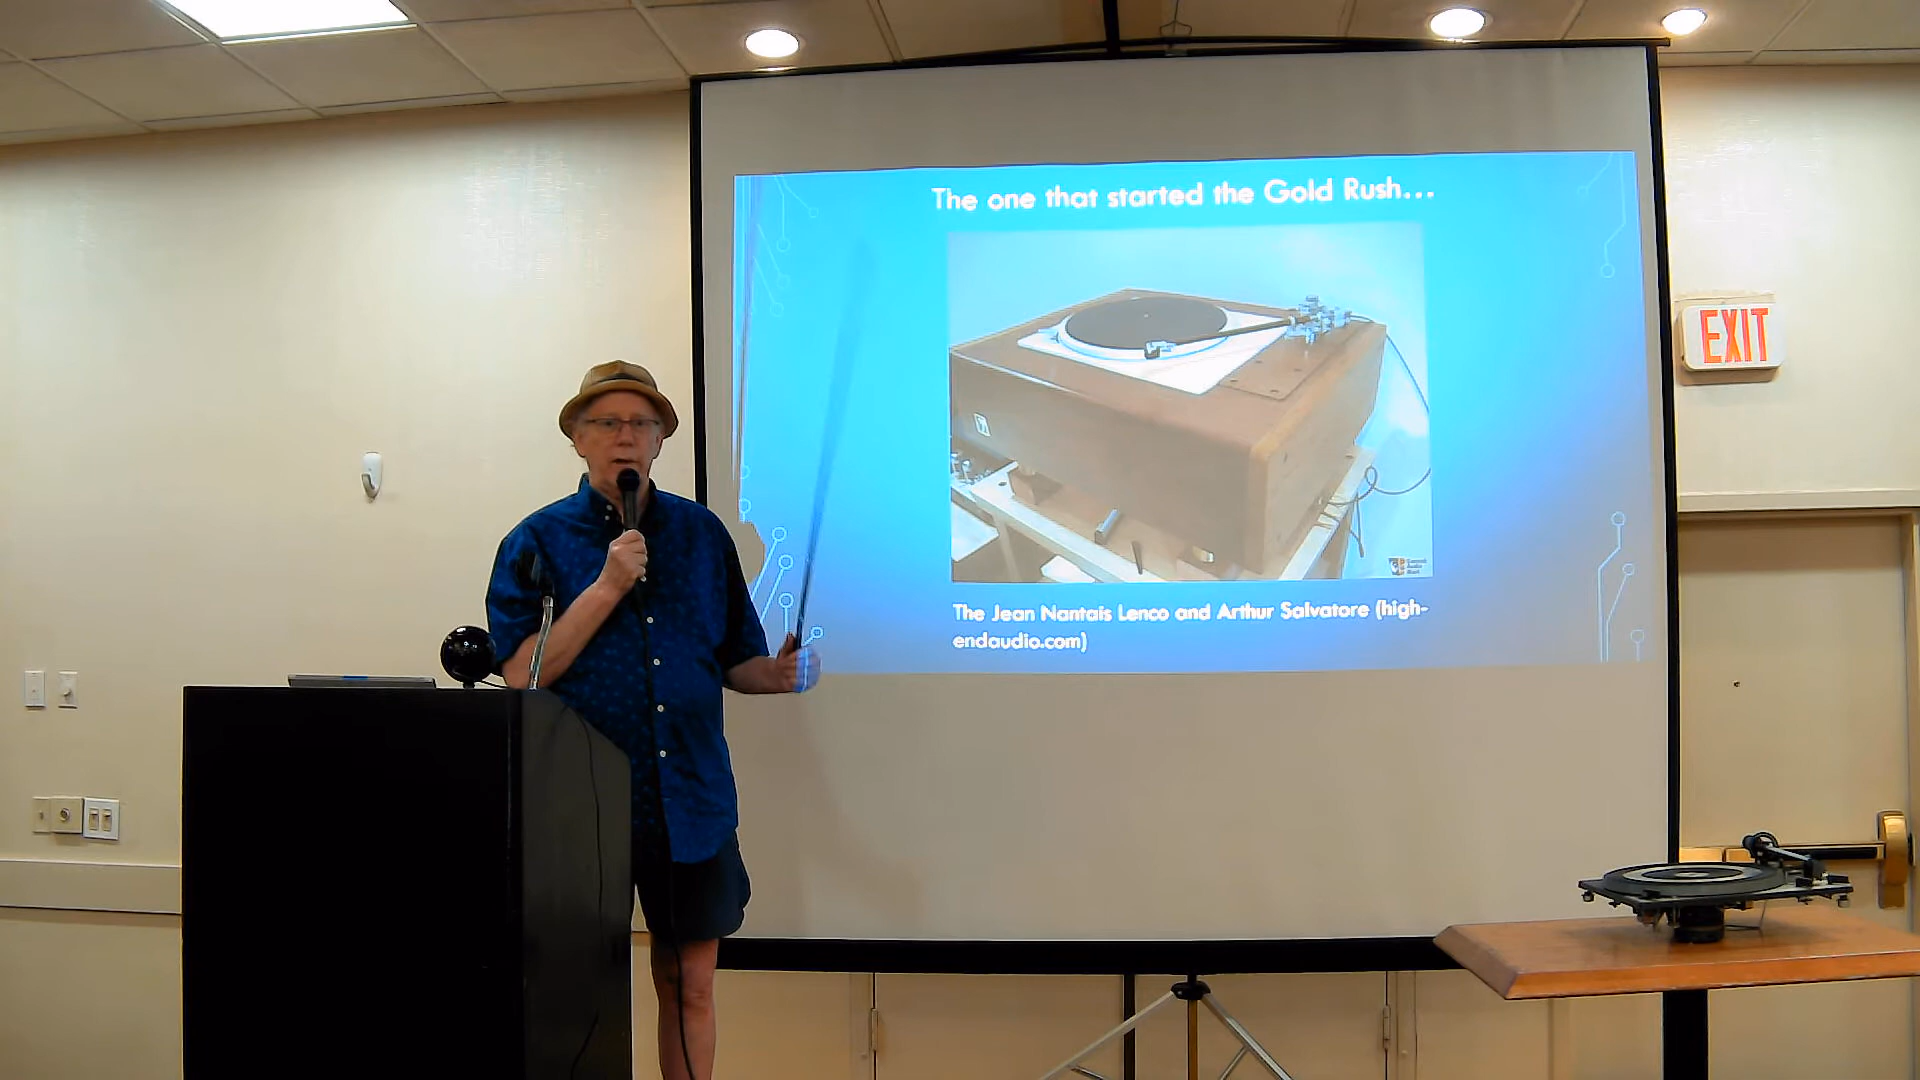 The one that started the Gold Rush...
EXIT
The Jean Nantais Lenco and Arthur Salvatore (high-
endaudio.com)